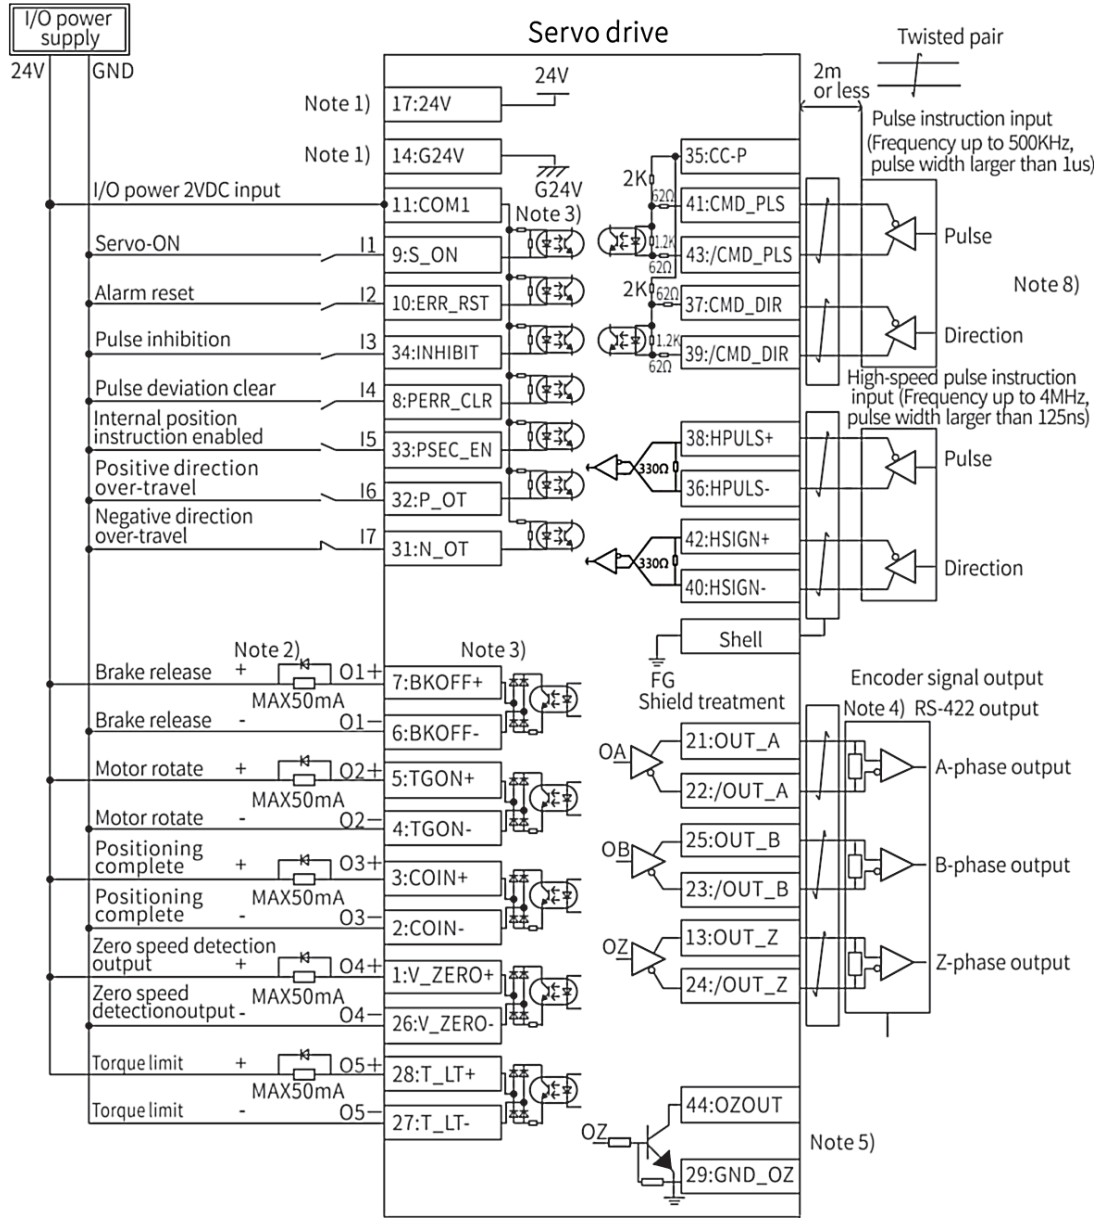 I/O power
supply
24V
GND
Servo drive
Note 1)
17:24V
24V
Note 1)
14:G24V
G24V
I/O power 2VDC input
11:COM1
Note 3)
Servo-ON
I1
9:S_ON
Alarm reset
I2
10:ERR_RST
Pulse inhibition
I3
34:INHIBIT
Pulse deviation clear
I4
8:PERR_CLR
Internal position
instruction enabled
I5
33:PSEC_EN
Positive direction
over-travel
I6
32:P_OT
Negative direction
over-travel
I7
31:N_OT
Note 2)
Note 3)
Brake release +
O1+
7:BKOFF+
MAX50mA
Brake release -
O1-
6:BKOFF-
Motor rotate +
O2+
5:TGON+
MAX50mA
Motor rotate -
O2-
4:TGON-
Positioning
complete +
O3+
3:COIN+
MAX50mA
Positioning
complete -
O3-
2:COIN-
Zero speed detection
output +
O4+
1:V_ZERO+
MAX50mA
Zero speed
detectionoutput -
O4-
26:V_ZERO-
Torque limit +
O5+
28:T_LT+
MAX50mA
Torque limit -
O5-
27:T_LT-
Twisted pair
2m
or less
Pulse instruction input
(Frequency up to 500KHz,
pulse width larger than 1us)
35:CC-P
2K
62Ω
41:CMD_PLS
1.2K
43:/CMD_PLS
62Ω
Pulse
2K
62Ω
37:CMD_DIR
1.2K
39:/CMD_DIR
62Ω
Direction
Note 8)
High-speed pulse instruction
input (Frequency up to 4MHz,
pulse width larger than 125ns)
38:HPULS+
330Ω
36:HPULS-
Pulse
42:HSIGN+
330Ω
40:HSIGN-
Direction
Shell
FG
Shield treatment
Encoder signal output
Note 4) RS-422 output
OA
21:OUT_A
22:/OUT_A
A-phase output
OB
25:OUT_B
23:/OUT_B
B-phase output
OZ
13:OUT_Z
24:/OUT_Z
Z-phase output
44:OZOUT
OZ
29:GND_OZ
Note 5)